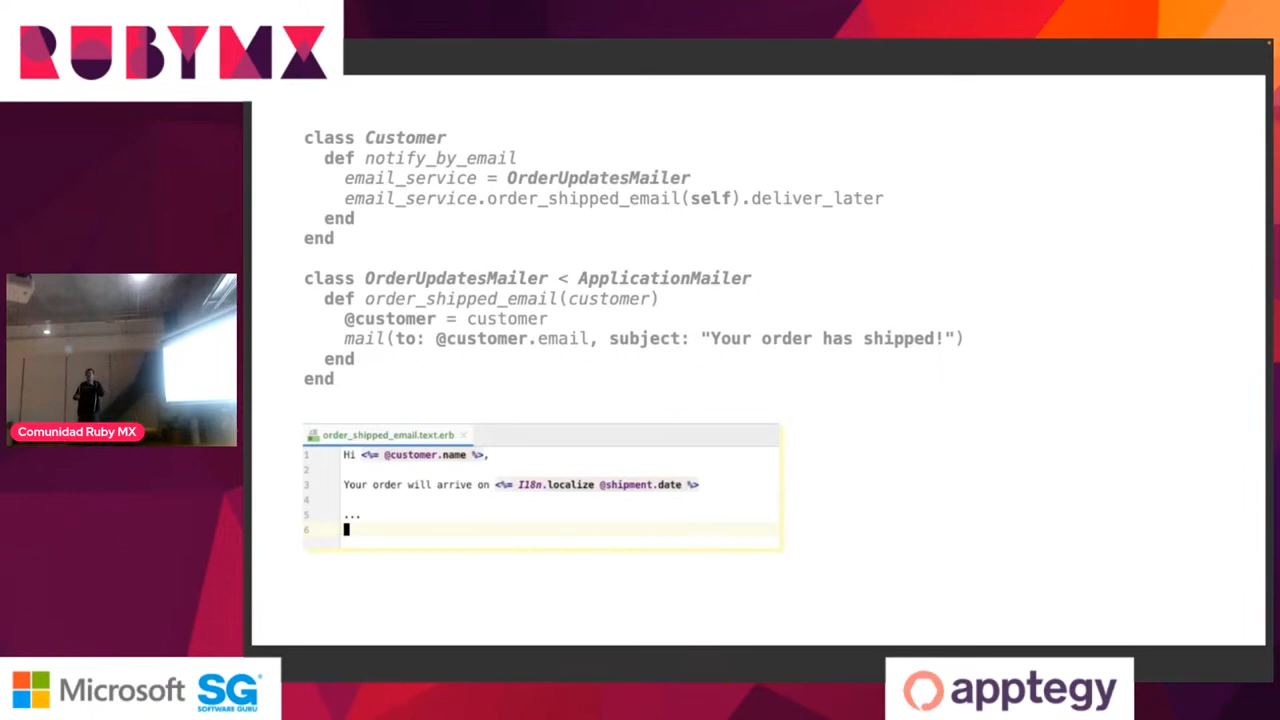 RUBYMX
class Customer
def notify_by_email
email_service = OrderUpdatesMailer
email_service.order_shipped_email(self).deliver_later
end
end
class OrderUpdatesMailer < ApplicationMailer
def order_shipped_email(customer)
@customer = customer
mail(to: @customer.email, subject: "Your order has shipped!")
end
end
order_shipped_email.text.erb
1 Hi <%= @customer.name %>,
2
3 Your order will arrive on <%= I18n.localize @shipment.date %>
4
5 ...
6
Comunidad Ruby MX
Microsoft
SG
SOFTWARE GURU
apptegy